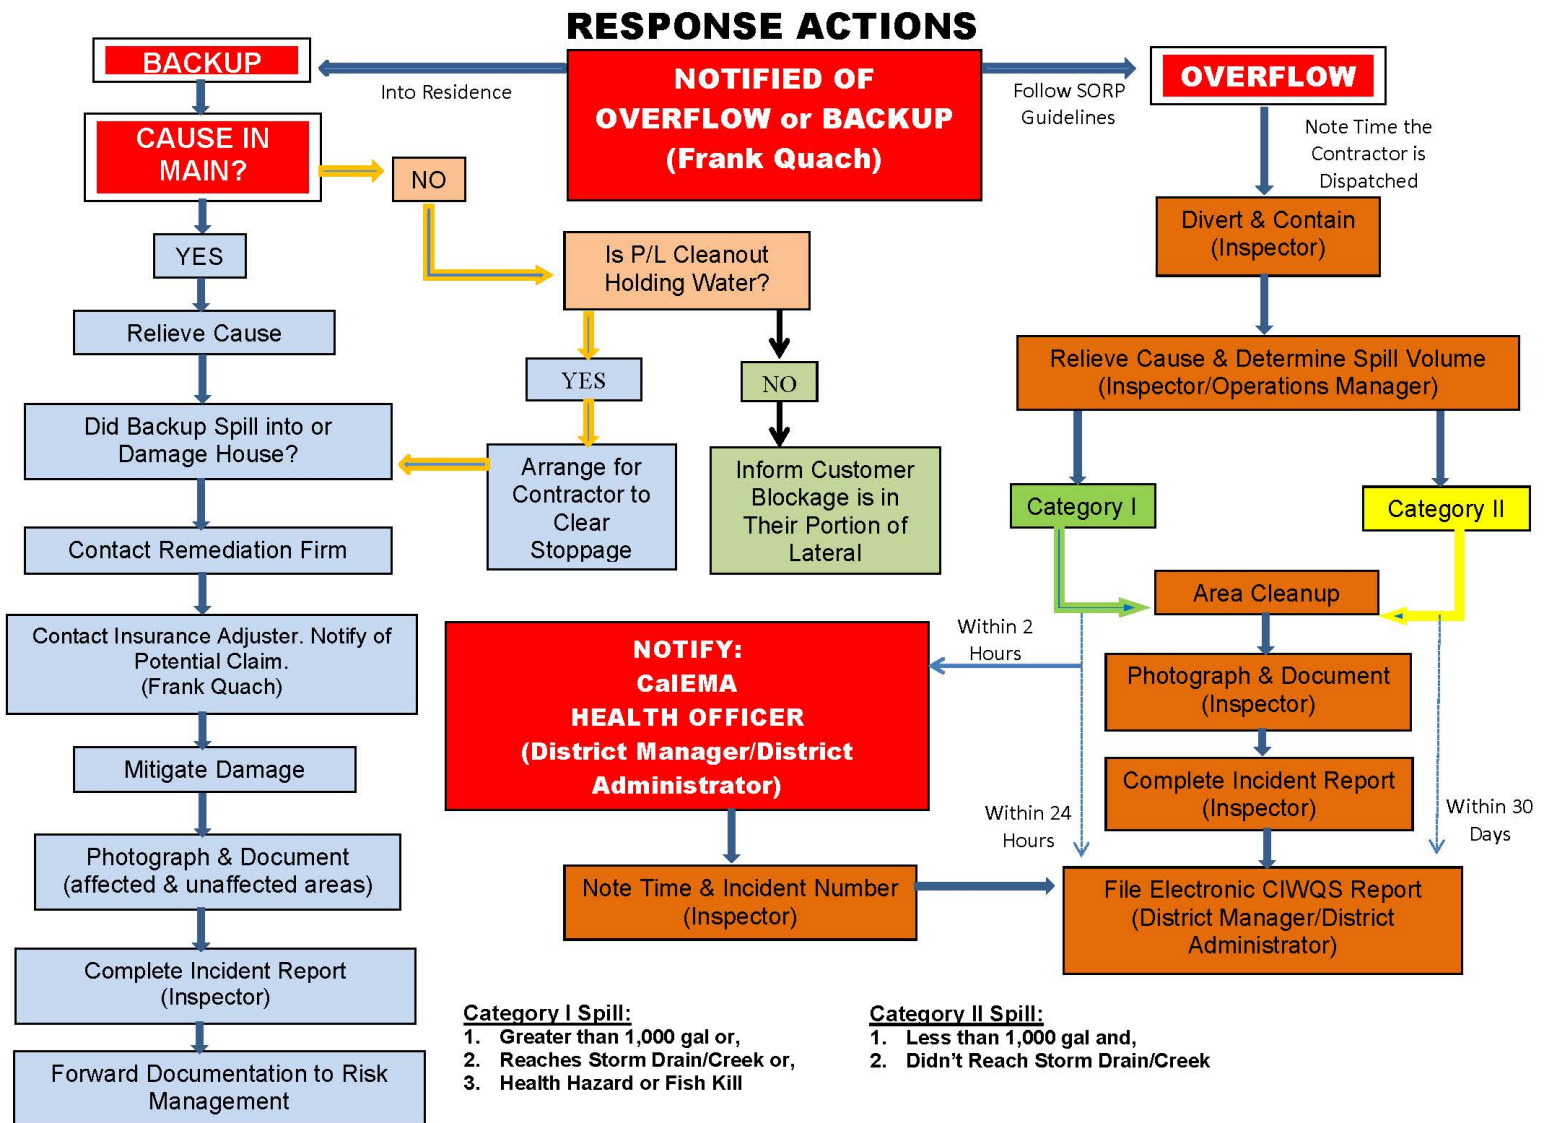 RESPONSE ACTIONS
NOTIFIED OF
OVERFLOW or BACKUP
(Frank Quach)
Into Residence
BACKUP
CAUSE IN
MAIN?
NO
YES
Relieve Cause
Did Backup Spill into or
Damage House?
Contact Remediation Firm
Contact Insurance Adjuster. Notify of
Potential Claim.
(Frank Quach)
Mitigate Damage
Photograph & Document
(affected & unaffected areas)
Complete Incident Report
(Inspector)
Forward Documentation to Risk
Management
Is P/L Cleanout
Holding Water?
YES
NO
Arrange for
Contractor to
Clear
Stoppage
Inform Customer
Blockage is in
Their Portion of
Lateral
Follow SORP
Guidelines
OVERFLOW
Note Time the
Contractor is
Dispatched
Divert & Contain
(Inspector)
Relieve Cause & Determine Spill Volume
(Inspector/Operations Manager)
Category I
Category II
Area Cleanup
Within 2
Hours
NOTIFY:
CalEMA
HEALTH OFFICER
(District Manager/District
Administrator)
Photograph & Document
(Inspector)
Complete Incident Report
(Inspector)
Within 24
Hours
Within 30
Days
Note Time & Incident Number
(Inspector)
File Electronic CIWQS Report
(District Manager/District
Administrator)
Category I Spill:
1. Greater than 1,000 gal or,
2. Reaches Storm Drain/Creek or,
3. Health Hazard or Fish Kill
Category II Spill:
1. Less than 1,000 gal and,
2. Didn't Reach Storm Drain/Creek